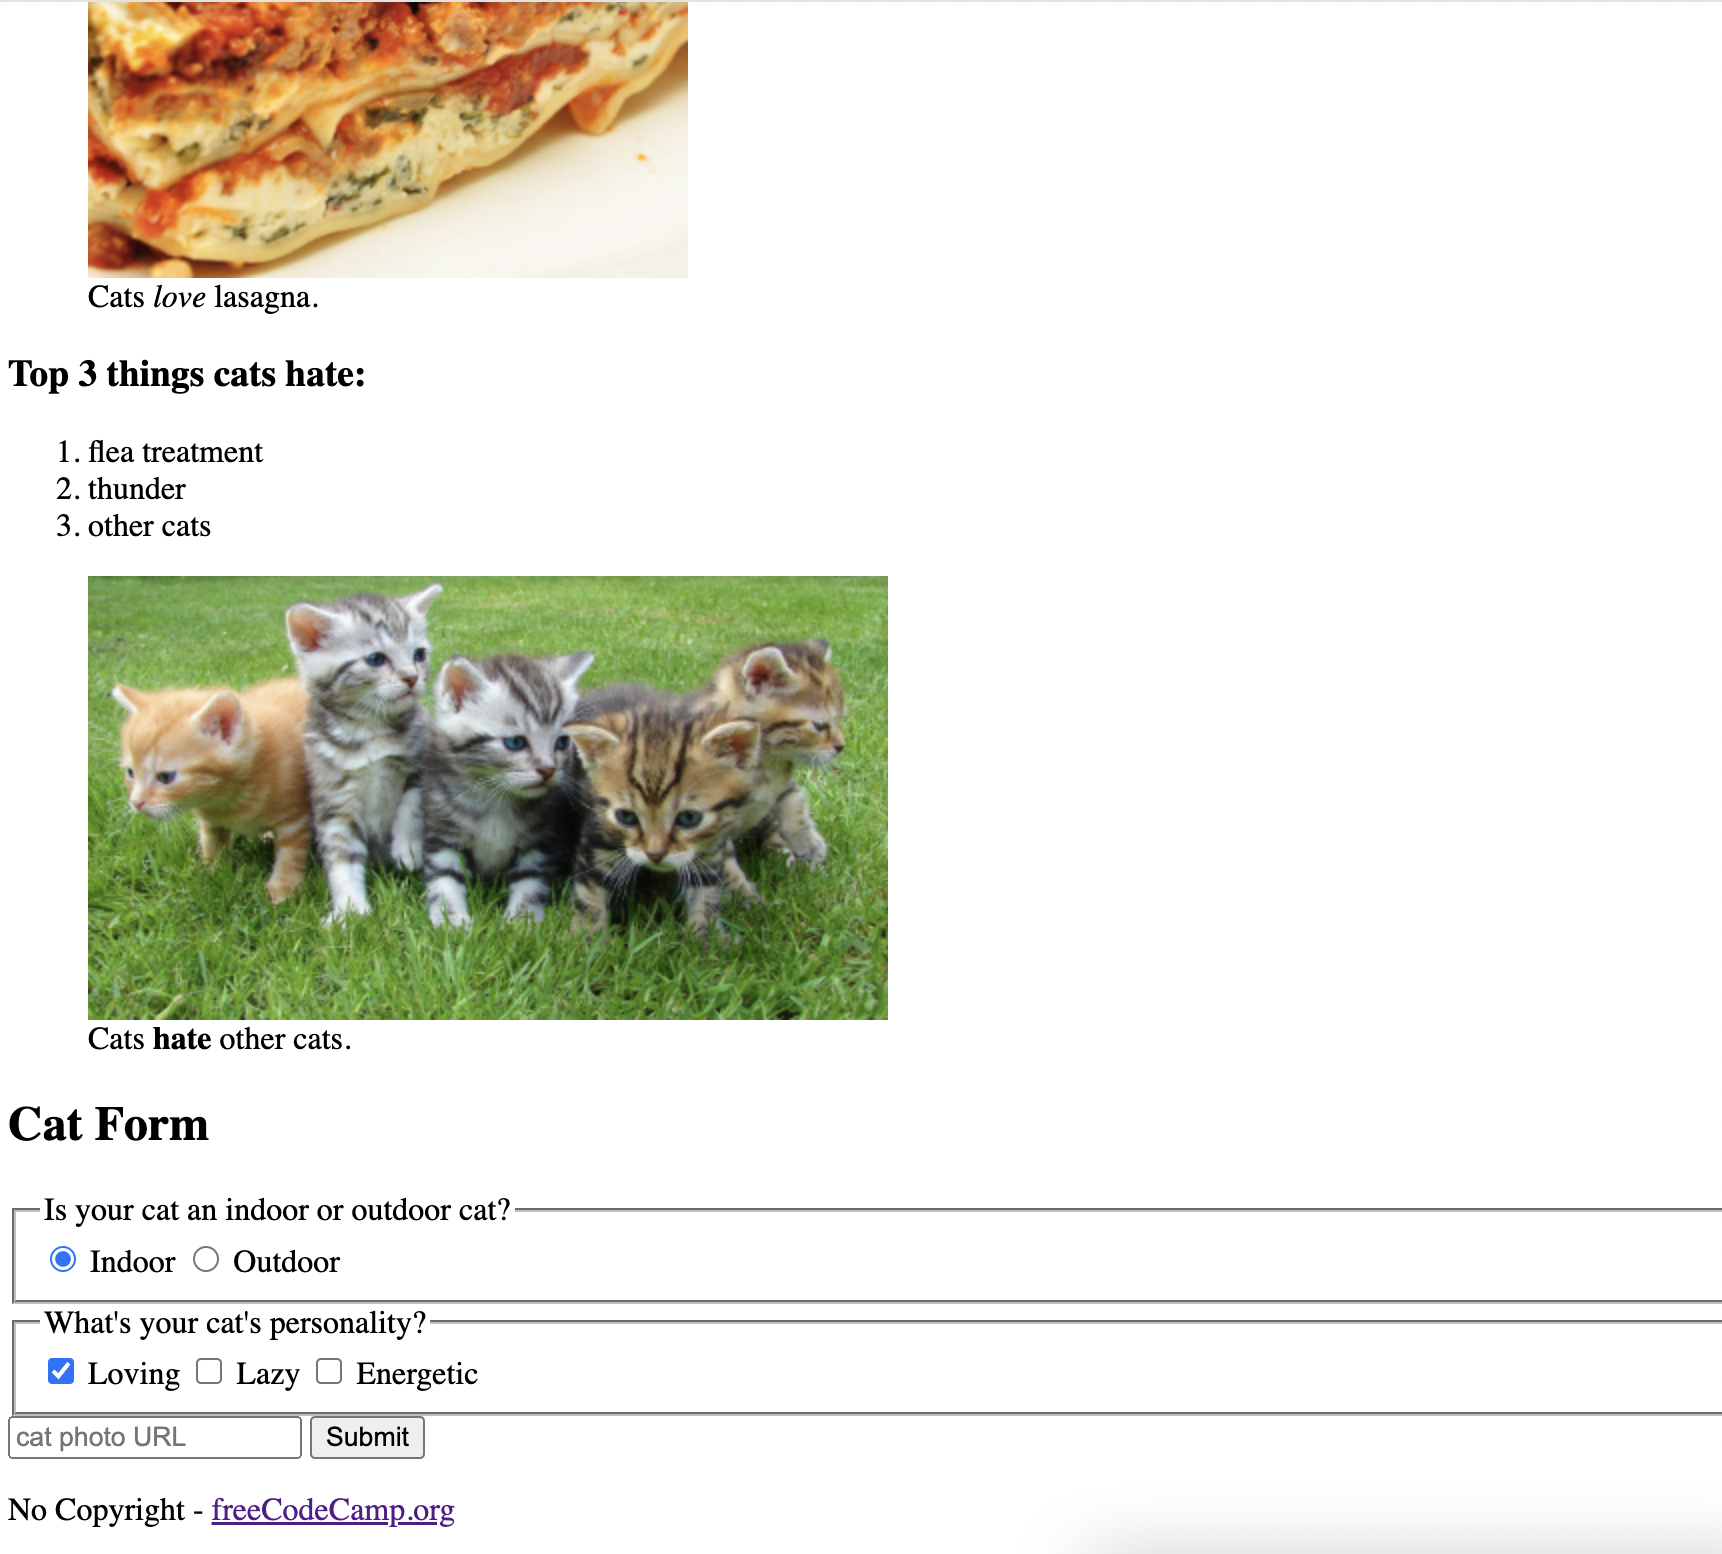 Cats love lasagna.
Top 3 things cats hate:
1. flea treatment
2. thunder
3. other cats
Cats hate other cats.
Cat Form
Is your cat an indoor or outdoor cat?
Indoor Outdoor
What's your cat's personality?
Loving Lazy Energetic
cat photo URL Submit
No Copyright - freeCodeCamp.org